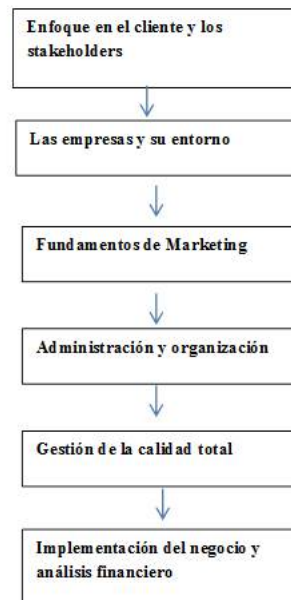 Enfoque en el cliente y los
stakeholders
Las empresas y su entorno
Fundamentos de Marketing
Administración y organización
Gestión de la calidad total
Implementación del negocio y
análisis financiero